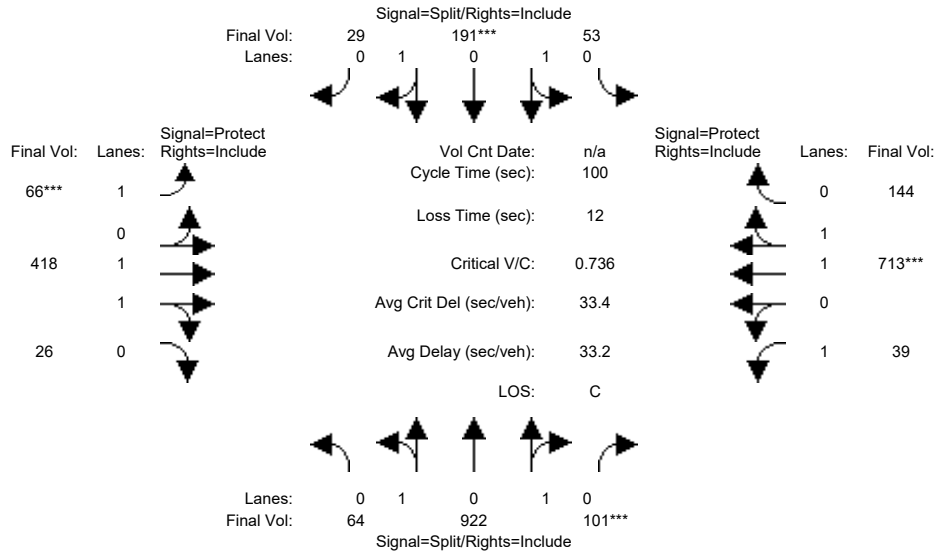 Signal=Split/Rights=Include
Final Vol: 29 191*** 53
Lanes: 0 1 0 1 0
Signal=Protect Signal=Protect
Final Vol: Lanes: Rights=Include Vol Cnt Date: n/a Rights=Include Lanes: Final Vol:
Cycle Time (sec): 100
66*** 1 0 144
Loss Time (sec): 12
0 1
418 1 Critical V/C: 0.736 1 713***
1 Avg Crit Del (sec/veh): 33.4 0
26 0 Avg Delay (sec/veh): 33.2 1 39
LOS: C
Lanes: 0 1 0 1 0
Final Vol: 64 922 101***
Signal=Split/Rights=Include